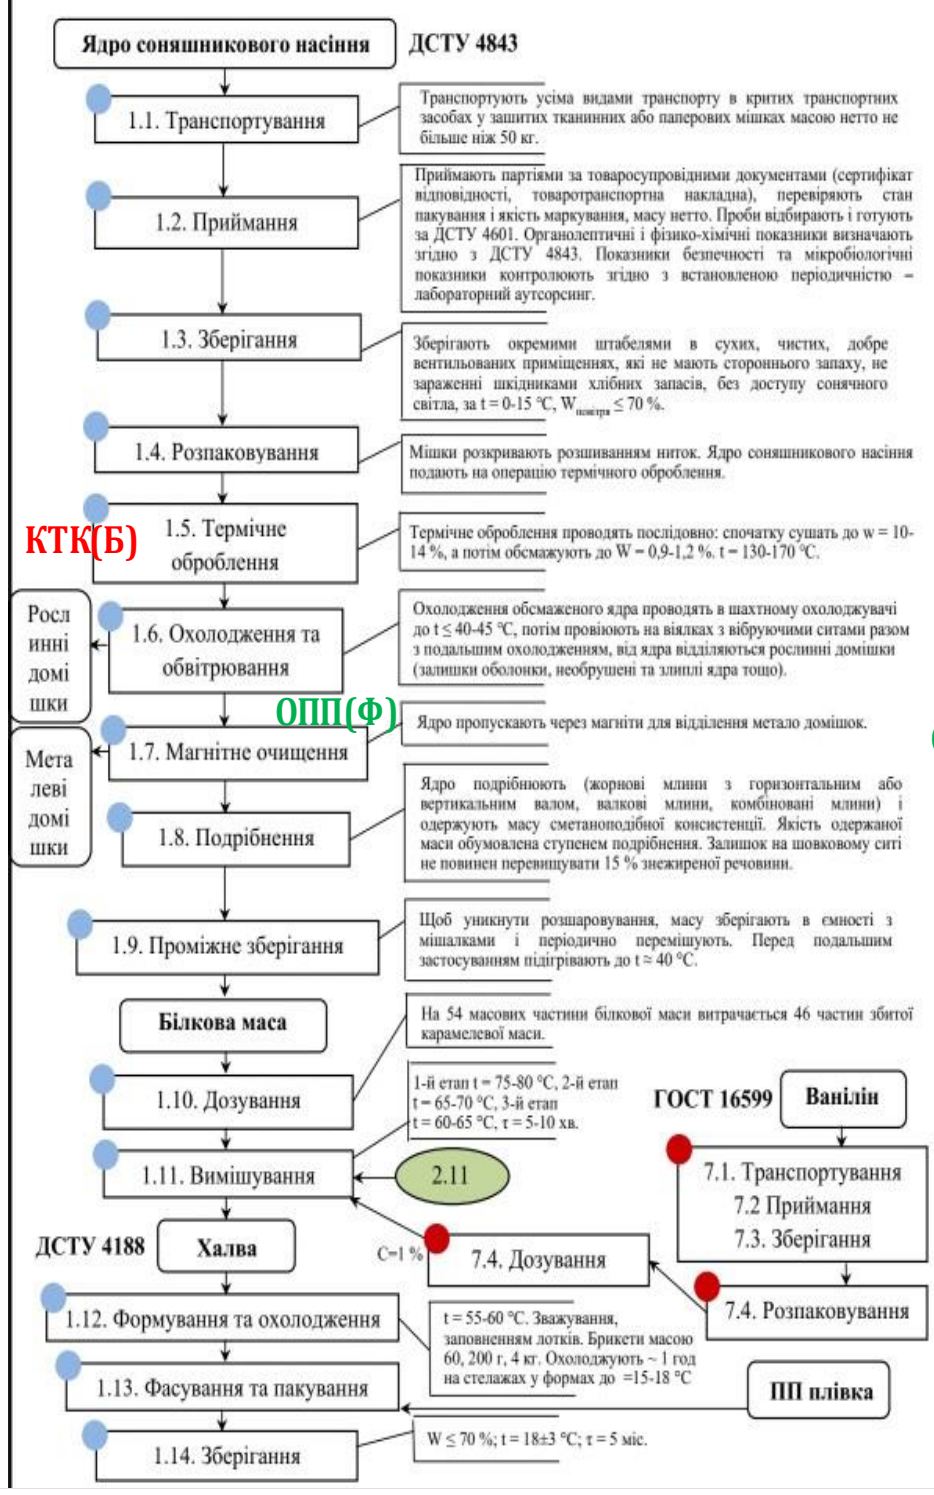 Ядро соняшникового насіння
ДСТУ 4843
1.1. Транспортування
Транспортують усіма видами транспорту в критих транспортних
засобах у зашитих тканинних або паперових мішках масою нетто не
більше ніж 50 кг.
1.2. Приймання
Приймають партіями за товаросупровідними документами (сертифікат
відповідності, товаротранспортна накладна), перевіряють стан
пакування і якість маркування, масу нетто. Проби відбирають і готують
за ДСТУ 4601. Органолептичні і фізико-хімічні показники визначають
згідно з ДСТУ 4843. Показники безпечності та мікробіологічні
показники контролюють згідно з встановленою періодичністю –
лабораторний аутсорсинг.
1.3. Зберігання
Зберігають окремими штабелями в сухих, чистих, добре
вентильованих приміщеннях, які не мають стороннього запаху, не
зараженні шкідниками хлібних запасів, без доступу сонячного
світла, за t = 0-15 °С, Wповітря ≤ 70 %.
1.4. Розпаковування
Мішки розкривають розшиванням ниток. Ядро соняшникового насіння
подають на операцію термічного оброблення.
КТК(Б)
1.5. Термічне
оброблення
Термічне оброблення проводять послідовно: спочатку сушать до w = 10-
14 %, а потім обсмажують до W = 0,9-1,2 %. t = 130-170 °С.
Росл
инні
домі
шки
1.6. Охолодження та
обвітрювання
Охолодження обсмаженого ядра проводять в шахтному охолоджувачі
до t ≤ 40-45 °С, потім провіюють на віялках з вібруючими ситами разом
з подальшим охолодженням, від ядра відділяються рослинні домішки
(залишки оболонки, необрушені та злиплі ядра тощо).
ОПП(Ф)
Мета
леві
домі
шки
1.7. Магнітне очищення
Ядро пропускають через магніти для відділення метало домішок.
1.8. Подрібнення
Ядро подрібнюють (жорнові млини з горизонтальним або
вертикальним валом, валкові млини, комбіновані млини) і
одержують масу сметаноподібної консистенції. Якість одержаної
маси обумовлена ступенем подрібнення. Залишок на шовковому ситі
не повинен перевищувати 15 % знежиреної речовини.
1.9. Проміжне зберігання
Щоб уникнути розшаровування, масу зберігають в ємності з
мішалками і періодично перемішують. Перед подальшим
застосуванням підігрівають до t ≈ 40 °С.
Білкова маса
На 54 масових частини білкової маси витрачається 46 частин збитої
карамелевої маси.
1.10. Дозування
1-й етап t = 75-80 °С, 2-й етап
t = 65-70 °С, 3-й етап
t = 60-65 °С, τ = 5-10 хв.
ГОСТ 16599
Ванілін
1.11. Вимішування
2.11
7.1. Транспортування
7.2 Приймання
7.3. Зберігання
ДСТУ 4188
Халва
С=1 %
7.4. Дозування
7.4. Розпаковування
1.12. Формування та охолодження
t = 55-60 °С. Зважування,
заповненням лотків. Брикети масою
60, 200 г, 4 кг. Охолоджують ~ 1 год
на стелажах у формах до =15-18 °С
1.13. Фасування та пакування
ПП плівка
1.14. Зберігання
W ≤ 70 %; t = 18±3 °С; τ = 5 міс.